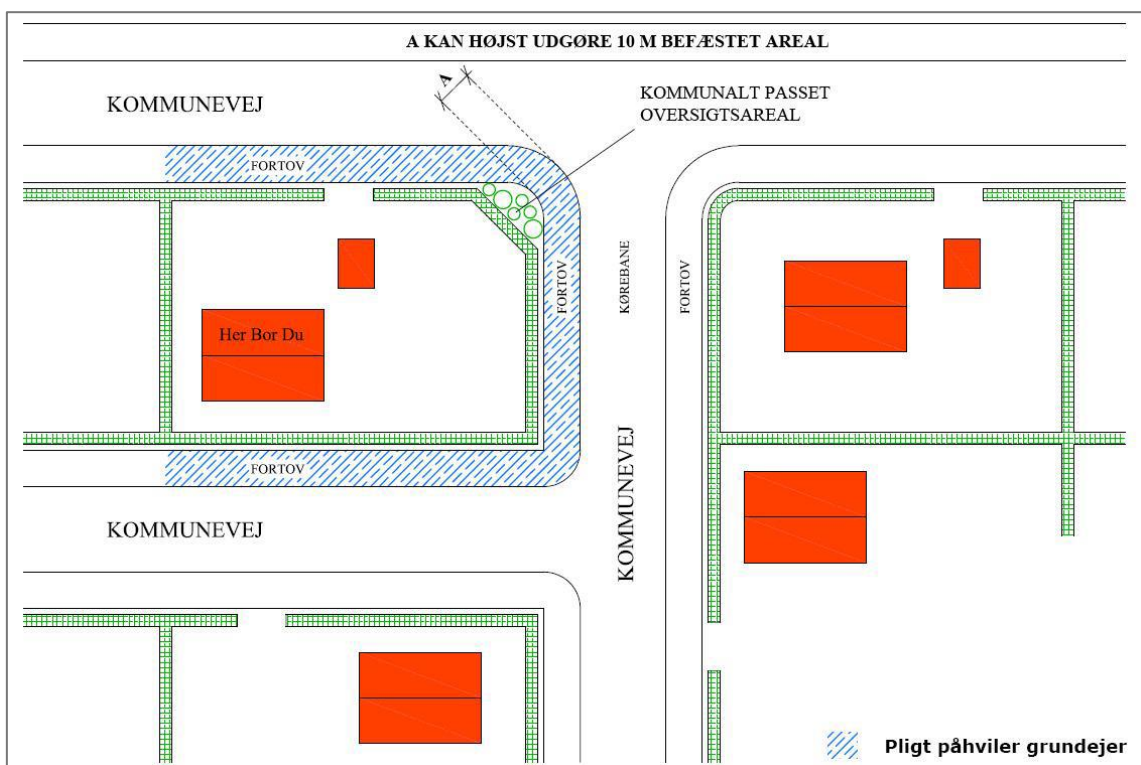 A KAN HØJST UDGØRE 10 M BEFÆSTET AREAL
A
KOMMUNALT PASSET
OVERSIGTSAREAL
KOMMUNEVEJ
FORTOV
FORTOV
KØREBANE
FORTOV
Her Bor Du
FORTOV
KOMMUNEVEJ
KOMMUNEVEJ
Pligt påhviler grundejer